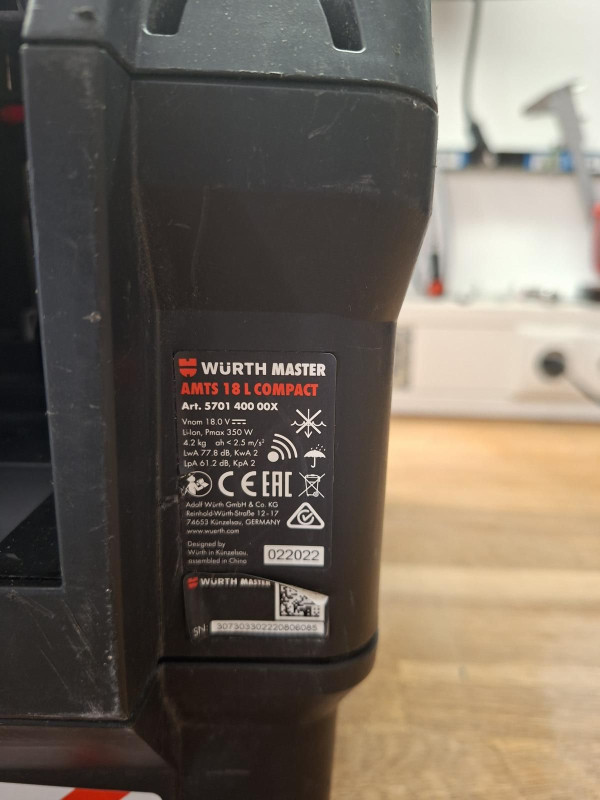 WÜRTH MASTER
AMTS 18 L COMPACT
Art. 5701 400 00X
Vnom 18.0 V
Li-Ion, Pmax 350 W
4.2 kg ah < 2.5 m/s²
LwA 77.8 dB, KwA 2
LpA 61.2 dB, KpA 2
CE EAC
Adolf Würth GmbH & Co. KG
Reinhold-Würth-Straße 12 - 17
74653 Künzelsau, GERMANY
www.wuerth.com
Designed by
Würth in Künzelsau,
assembled in China
022022
WÜRTH MASTER
SN: 307303302220806085